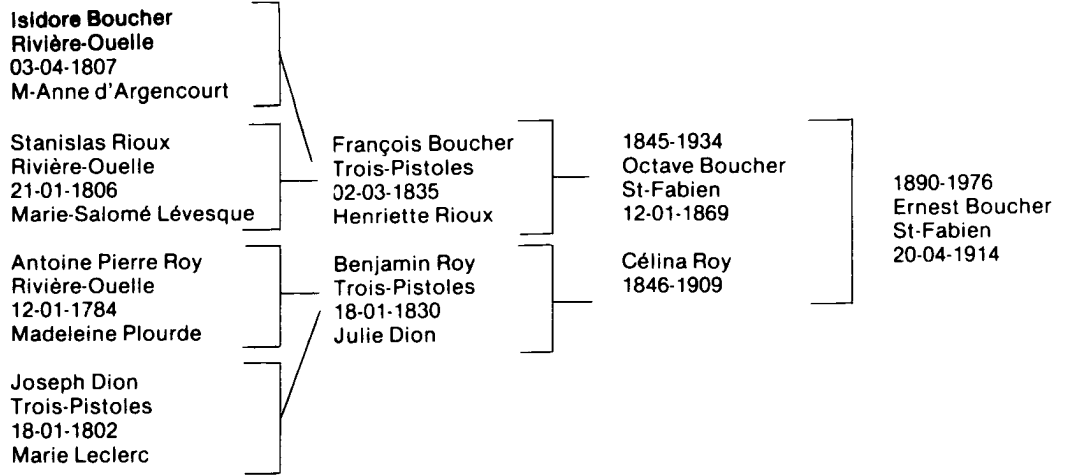 Isidore Boucher
Rivière-Ouelle
03-04-1807
M-Anne d'Argencourt
Stanislas Rioux
Rivière-Ouelle
21-01-1806
Marie-Salomé Lévesque
Antoine Pierre Roy
Rivière-Ouelle
12-01-1784
Madeleine Plourde
Joseph Dion
Trois-Pistoles
18-01-1802
Marie Leclerc
François Boucher
Trois-Pistoles
02-03-1835
Henriette Rioux
Benjamin Roy
Trois-Pistoles
18-01-1830
Julie Dion
1845-1934
Octave Boucher
St-Fabien
12-01-1869
Célina Roy
1846-1909
1890-1976
Ernest Boucher
St-Fabien
20-04-1914